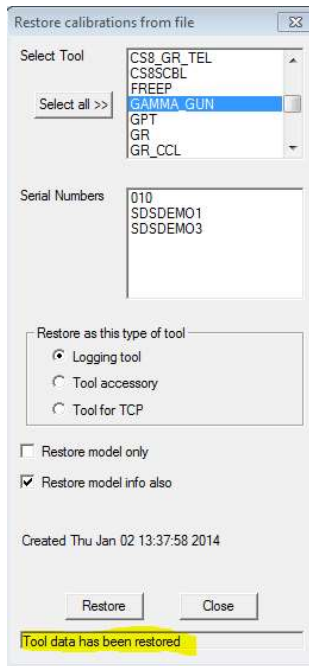 Restore calibrations from file
Select Tool
Select all >>
CS8_GR_TEL
CS8SCBL
FREEP
GAMMA_GUN
GPT
GR
GR_CCL
Serial Numbers
010
SDSDEMO1
SDSDEMO3
Restore as this type of tool
Logging tool
Tool accessory
Tool for TCP
Restore model only
Restore model info also
Created Thu Jan 02 13:37:58 2014
Restore Close
Tool data has been restored